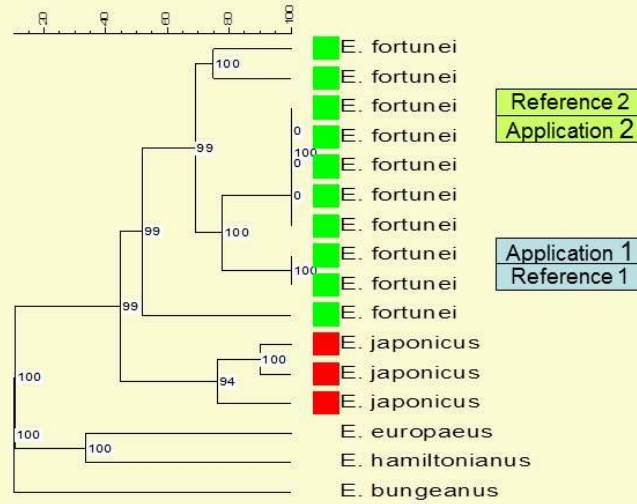 20 40 60 80 100
E. fortunei
100 E. fortunei
E. fortunei Reference 2
0 E. fortunei Application 2
99 100
0 E. fortunei
0 E. fortunei
99 100 E. fortunei
E. fortunei Application 1
100 E. fortunei Reference 1
99 E. fortunei
E. japonicus
100 E. japonicus
100 94 E. japonicus
100 E. europaeus
100 E. hamiltonianus
E. bungeanus